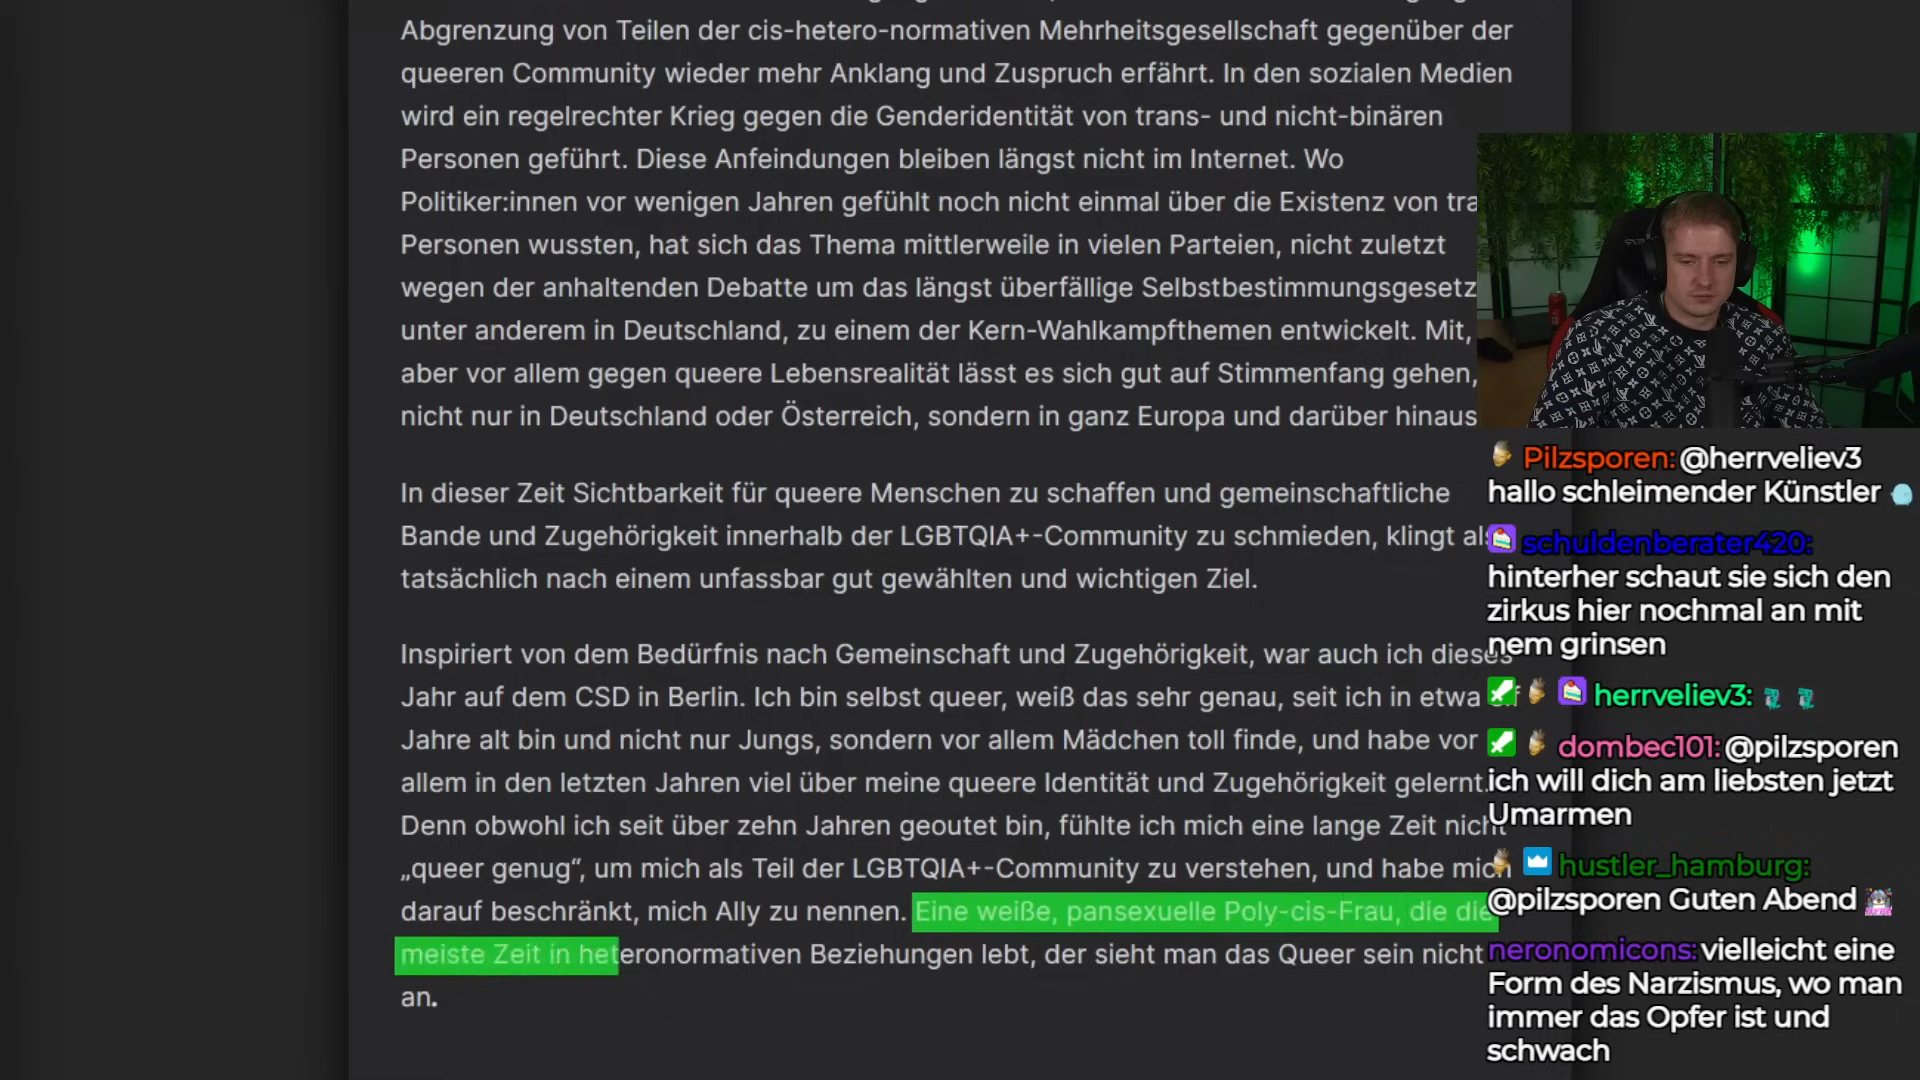 Abgrenzung von Teilen der cis-hetero-normativen Mehrheitsgesellschaft gegenüber der
queeren Community wieder mehr Anklang und Zuspruch erfährt. In den sozialen Medien
wird ein regelrechter Krieg gegen die Genderidentität von trans- und nicht-binären
Personen geführt. Diese Anfeindungen bleiben längst nicht im Internet. Wo
Politiker:innen vor wenigen Jahren gefühlt noch nicht einmal über die Existenz von tra
Personen wussten, hat sich das Thema mittlerweile in vielen Parteien, nicht zuletzt
wegen der anhaltenden Debatte um das längst überfällige Selbstbestimmungsgesetz
unter anderem in Deutschland, zu einem der Kern-Wahlkampfthemen entwickelt. Mit,
aber vor allem gegen queere Lebensrealität lässt es sich gut auf Stimmenfang gehen,
nicht nur in Deutschland oder Österreich, sondern in ganz Europa und darüber hinaus
In dieser Zeit Sichtbarkeit für queere Menschen zu schaffen und gemeinschaftliche
Bande und Zugehörigkeit innerhalb der LGBTQIA+-Community zu schmieden, klingt als
tatsächlich nach einem unfassbar gut gewählten und wichtigen Ziel.
Inspiriert von dem Bedürfnis nach Gemeinschaft und Zugehörigkeit, war auch ich dieses
Jahr auf dem CSD in Berlin. Ich bin selbst queer, weiß das sehr genau, seit ich in etwa
Jahre alt bin und nicht nur Jungs, sondern vor allem Mädchen toll finde, und habe vor
allem in den letzten Jahren viel über meine queere Identität und Zugehörigkeit gelernt.
Denn obwohl ich seit über zehn Jahren geoutet bin, fühlte ich mich eine lange Zeit nicht
„queer genug“, um mich als Teil der LGBTQIA+-Community zu verstehen, und habe mich
darauf beschränkt, mich Ally zu nennen. Eine weiße, pansexuelle Poly-cis-Frau, die die
meiste Zeit in heteronormativen Beziehungen lebt, der sieht man das Queer sein nicht
an.
Pilzsporen: @herrveliev3
hallo schleimender Künstler
schuldenberater420:
hinterher schaut sie sich den
zirkus hier nochmal an mit
nem grinsen
herrveliev3:
dombec101: @pilzsporen
ich will dich am liebsten jetzt
Umarmen
hustler_hamburg:
@pilzsporen Guten Abend
neronomicons: vielleicht eine
Form des Narzismus, wo man
immer das Opfer ist und
schwach